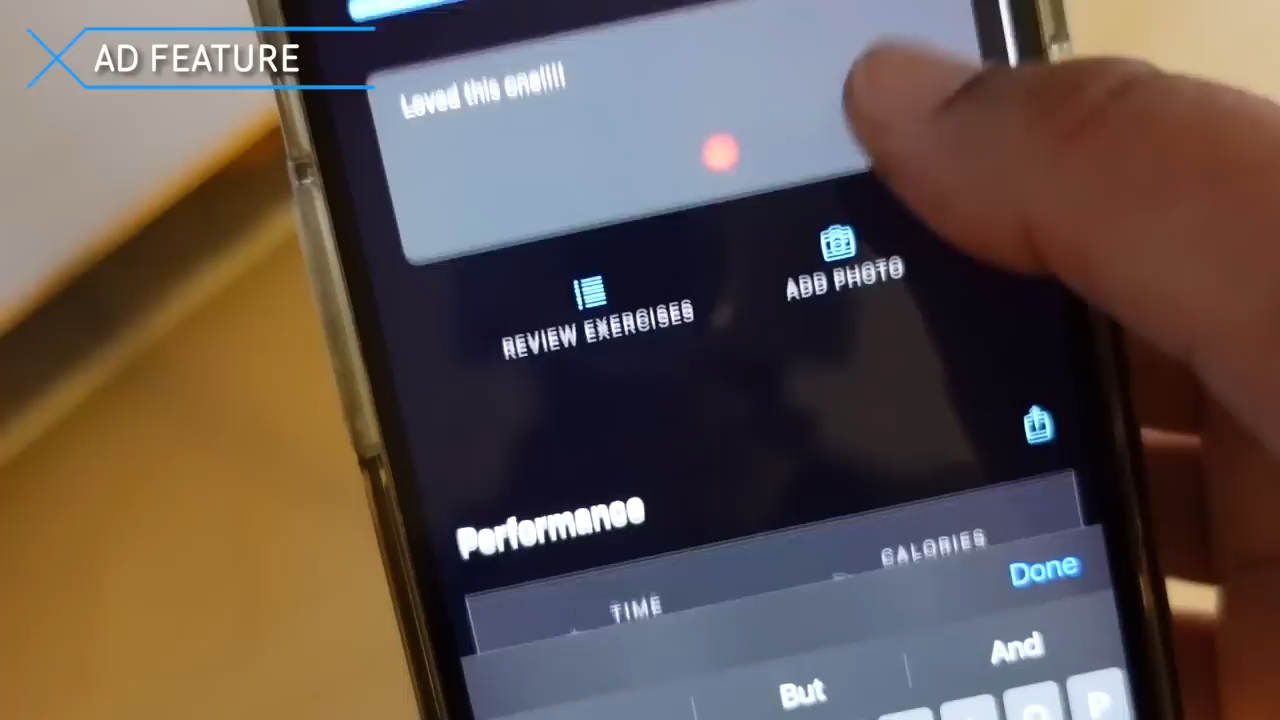 AD FEATURE
Loved this one!!!!
REVIEW EXERCISES
ADD PHOTO
Performance
TIME
CALORIES
Done
But
And
O
P